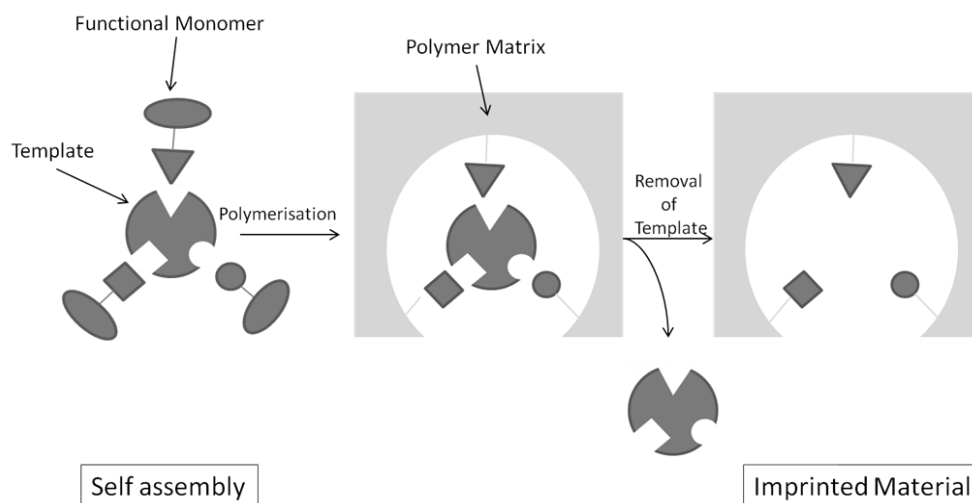 Functional Monomer
Polymer Matrix
Template
Polymerisation
Removal
of
Template
Self assembly
Imprinted Material